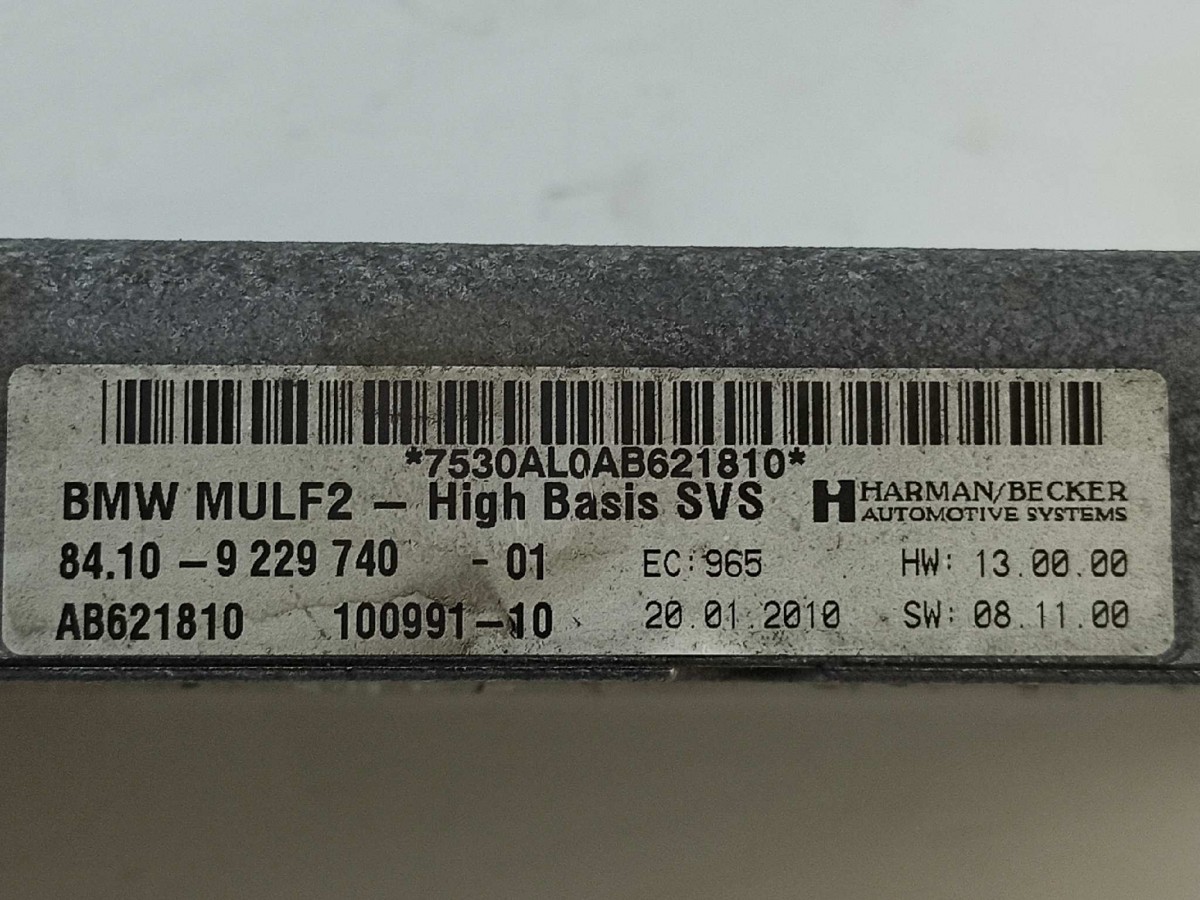 *7530AL0AB621810*
BMW MULF2 – High Basis SVS
HARMAN/BECKER
AUTOMOTIVE SYSTEMS
84.10 – 9 229 740 - 01 EC:965 HW: 13.00.00
AB621810 100991-10 20.01.2010 SW: 08.11.00